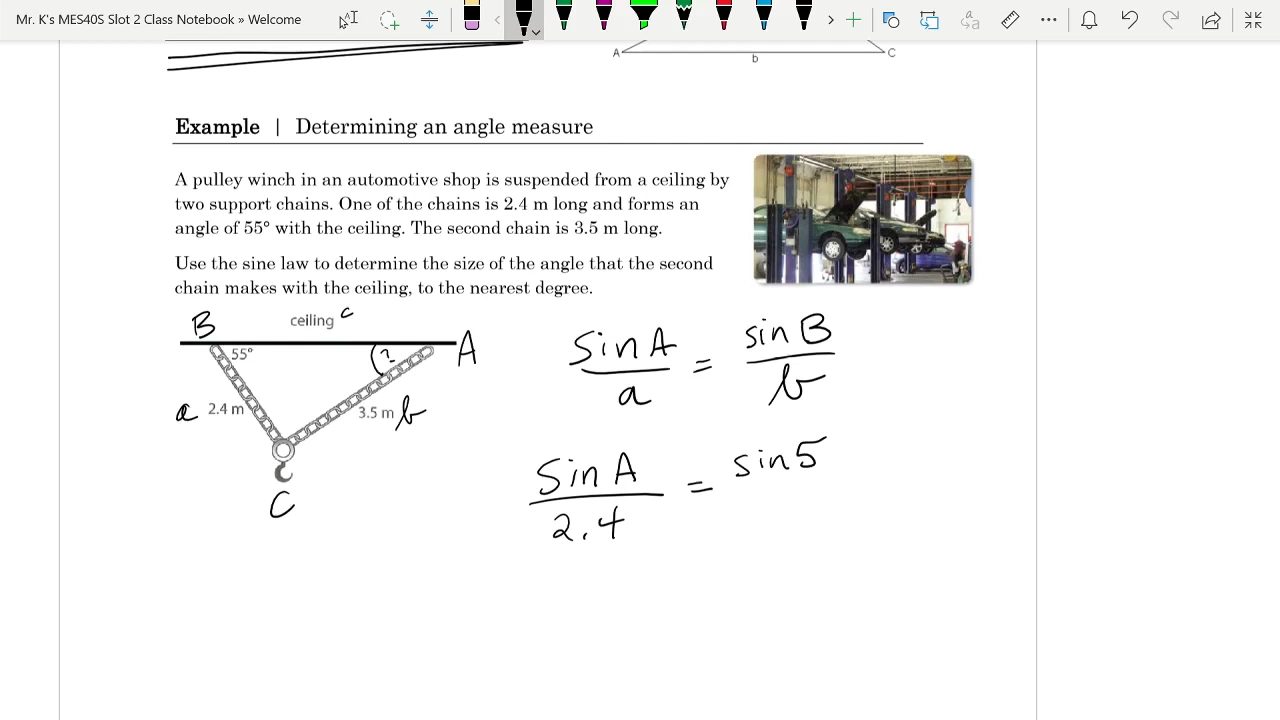 Mr. K's MES40S Slot 2 Class Notebook » Welcome
A
b
C
Example | Determining an angle measure
A pulley winch in an automotive shop is suspended from a ceiling by
two support chains. One of the chains is 2.4 m long and forms an
angle of 55° with the ceiling. The second chain is 3.5 m long.
Use the sine law to determine the size of the angle that the second
chain makes with the ceiling, to the nearest degree.
B
ceiling c
55°
?
A
a 2.4 m
3.5 m b
C
sin A / a = sin B / b
sin A / 2.4 = sin 5